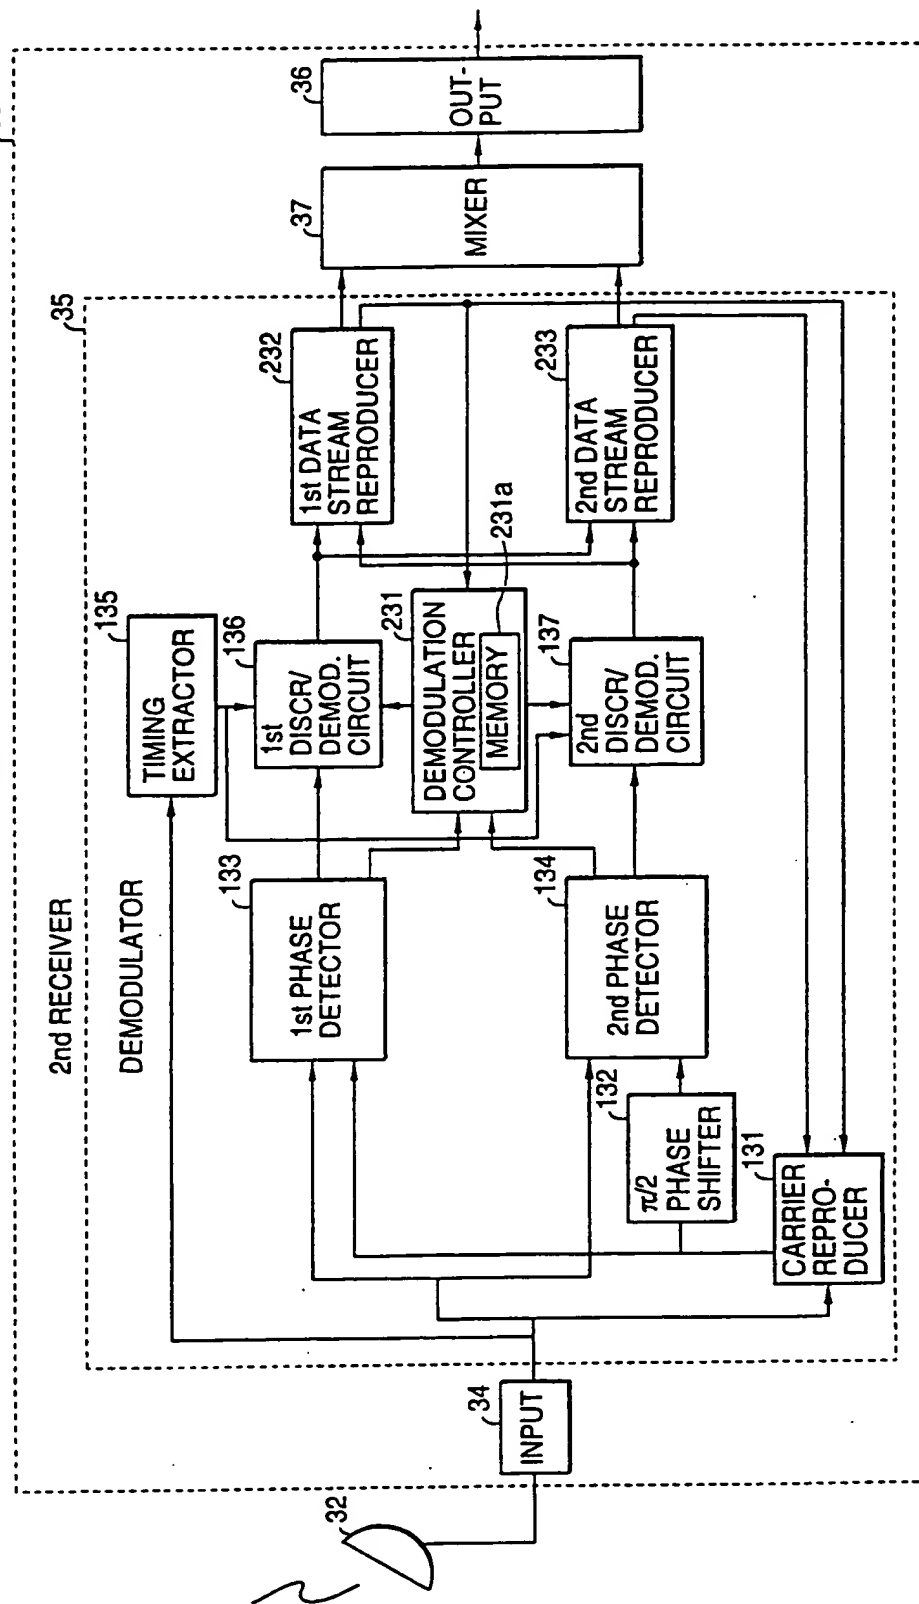 2nd RECEIVER
DEMODULATOR
35
32
34
INPUT
135
TIMING
EXTRACTOR
133
1st PHASE
DETECTOR
136
1st
DISCR/
DEMOD.
CIRCUIT
232
1st DATA
STREAM
REPRODUCER
231
DEMODULATION
CONTROLLER
MEMORY
231a
134
2nd PHASE
DETECTOR
137
2nd
DISCR/
DEMOD.
CIRCUIT
233
2nd DATA
STREAM
REPRODUCER
132
π/2
PHASE
SHIFTER
131
CARRIER
REPRO-
DUCER
37
MIXER
36
OUT-
PUT